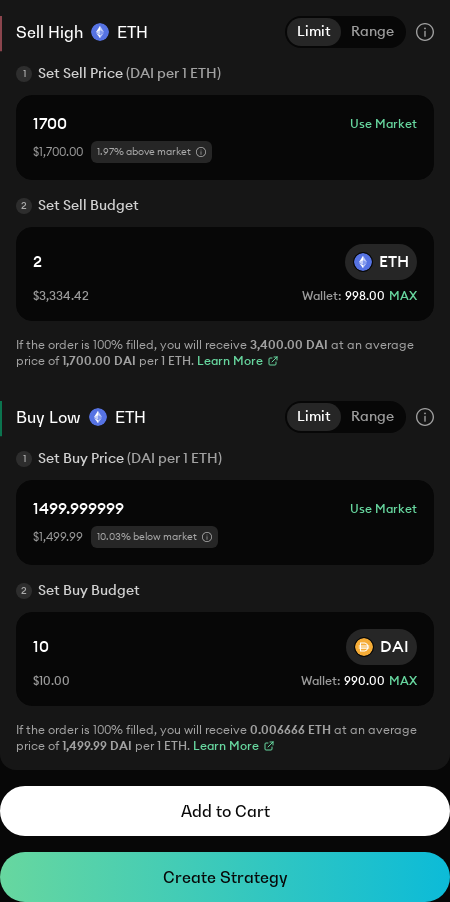 Sell High ETH Limit Range
1 Set Sell Price (DAI per 1 ETH)
1700 Use Market
$1,700.00 1.97% above market
2 Set Sell Budget
2 ETH
$3,334.42 Wallet: 998.00 MAX
If the order is 100% filled, you will receive 3,400.00 DAI at an average
price of 1,700.00 DAI per 1 ETH. Learn More
Buy Low ETH Limit Range
1 Set Buy Price (DAI per 1 ETH)
1499.999999 Use Market
$1,499.99 10.03% below market
2 Set Buy Budget
10 DAI
$10.00 Wallet: 990.00 MAX
If the order is 100% filled, you will receive 0.006666 ETH at an average
price of 1,499.99 DAI per 1 ETH. Learn More
Add to Cart
Create Strategy